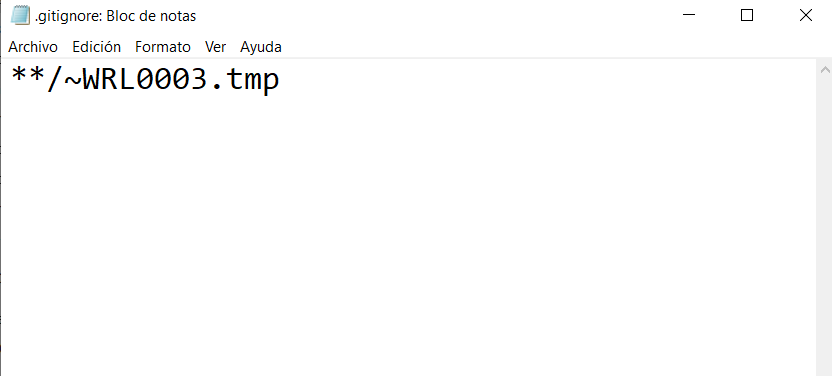 .gitignore: Bloc de notas
Archivo Edición Formato Ver Ayuda
**/~WRL0003.tmp